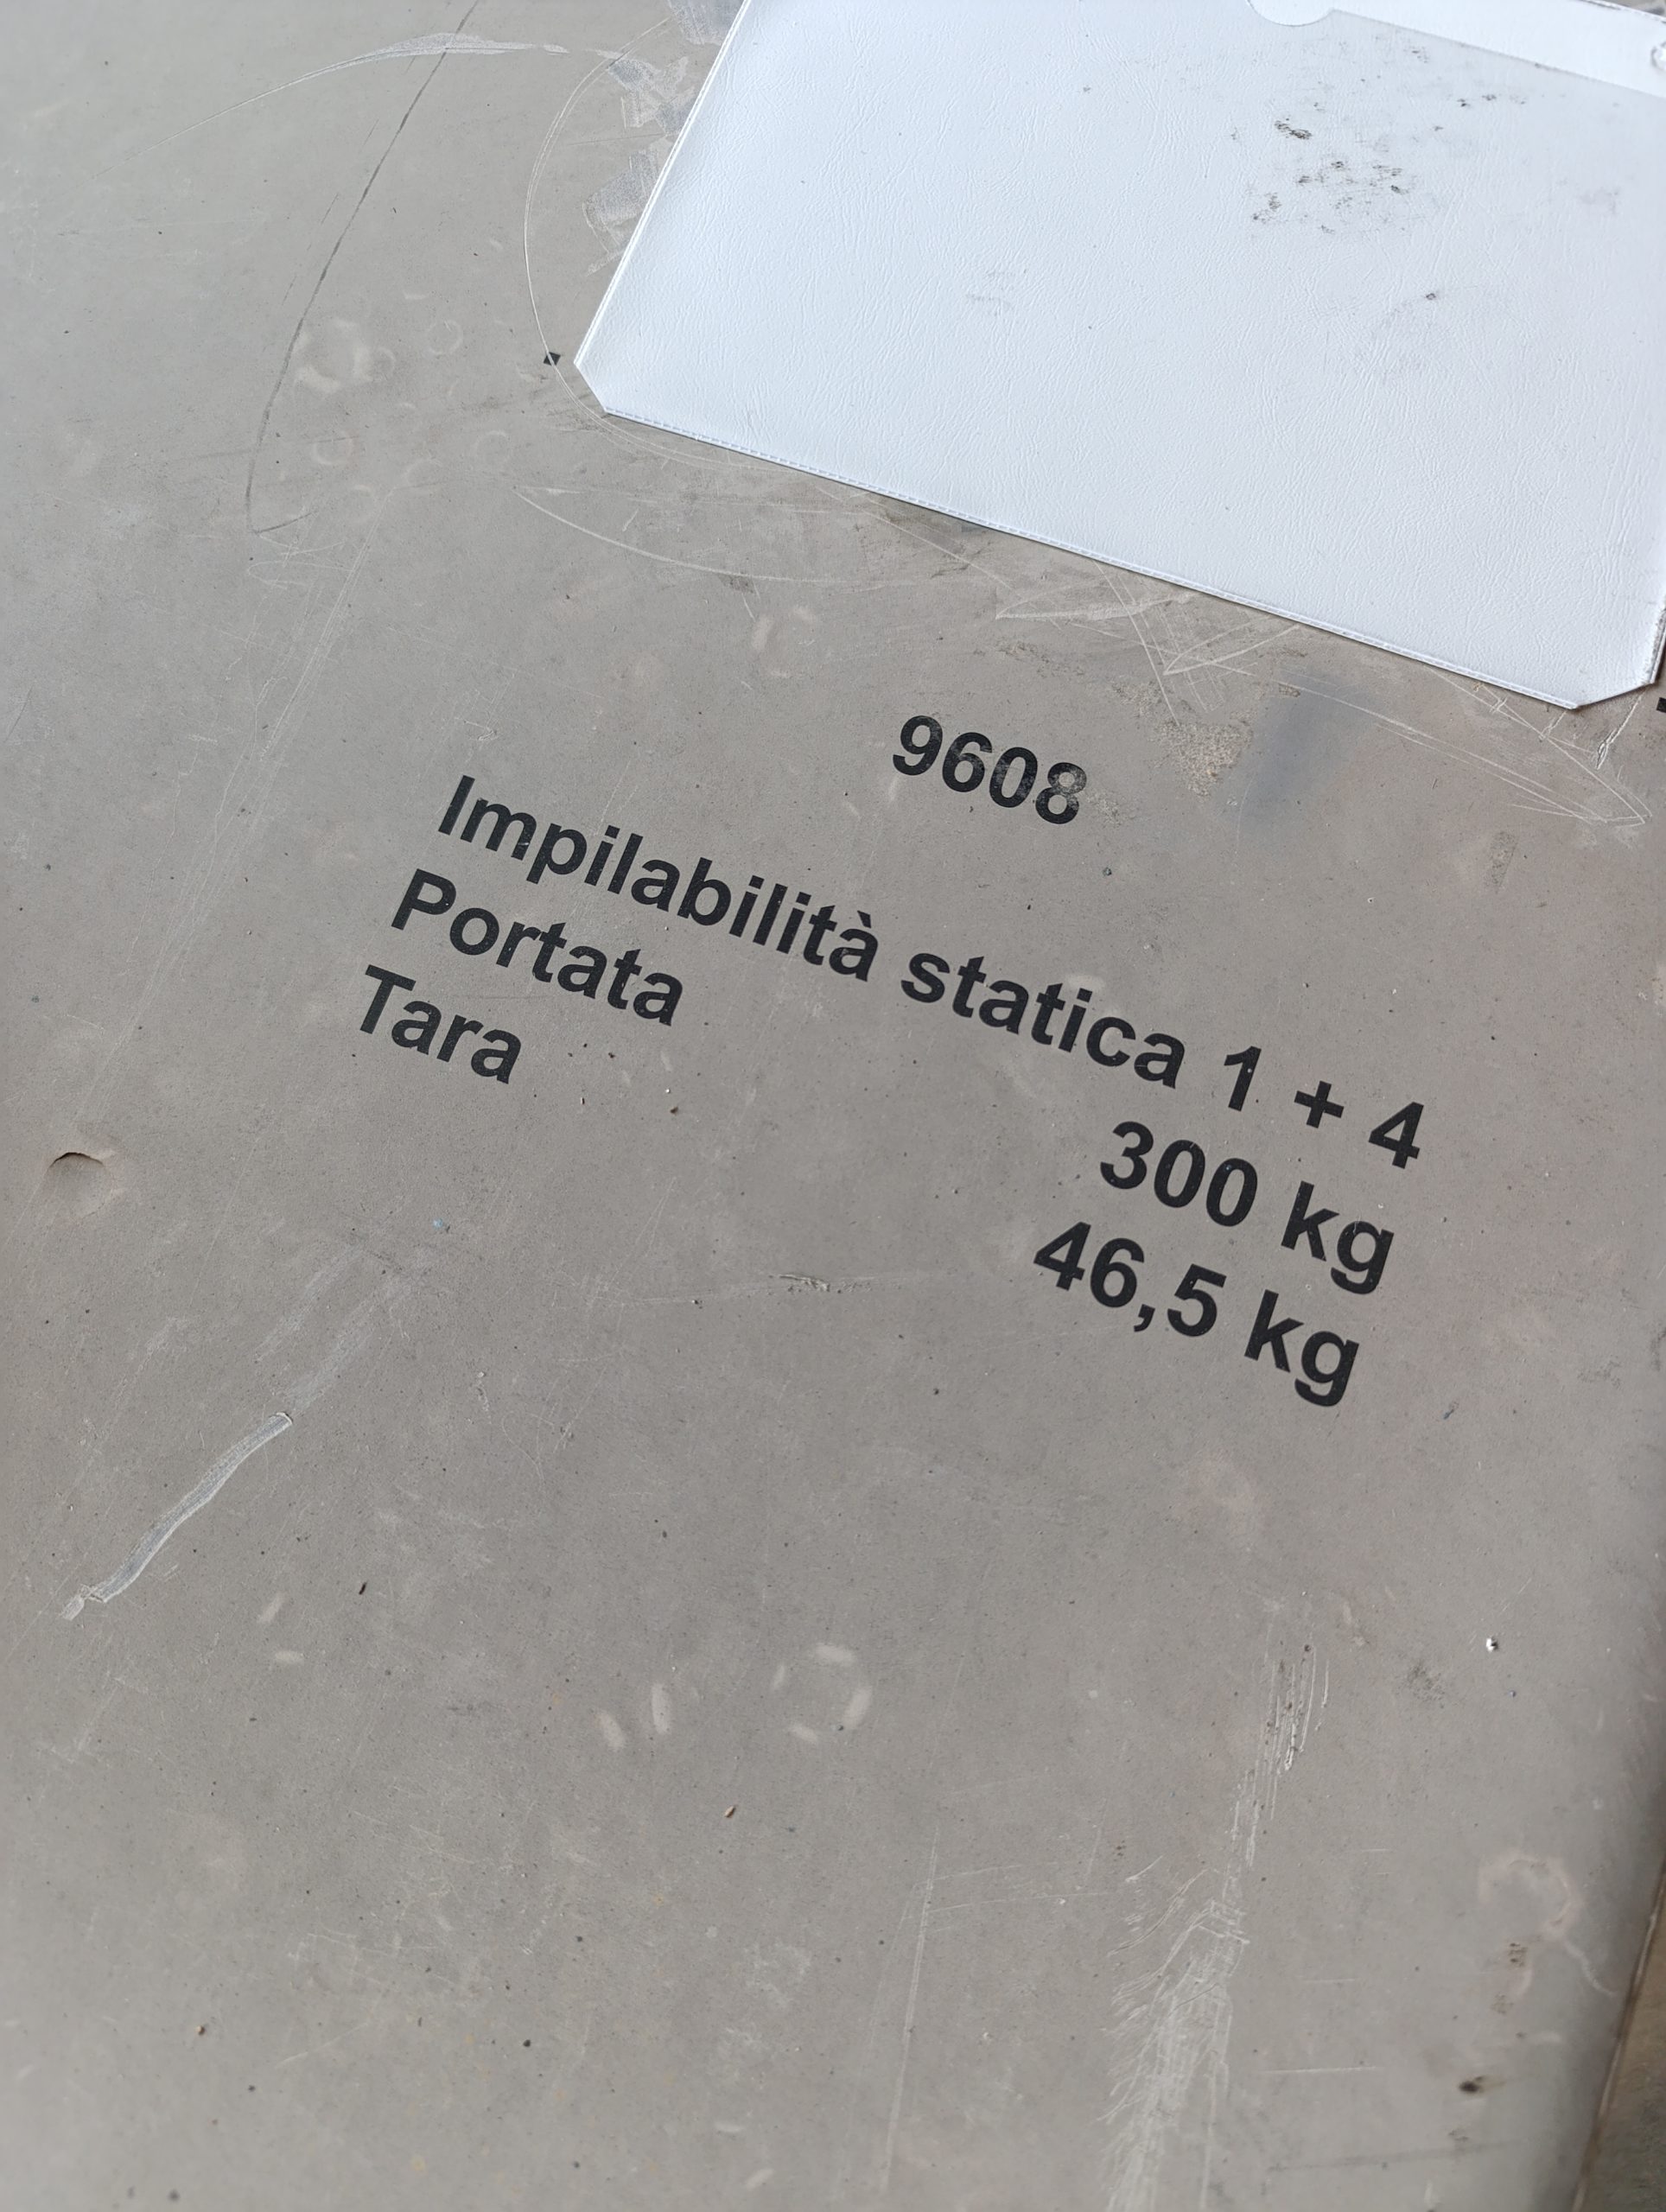 9608
Impilabilità statica 1 + 4
Portata 300 kg
Tara 46,5 kg